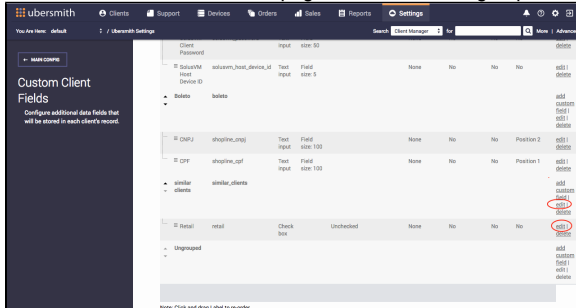 ubersmith
Clients
Support
Devices
Orders
Sales
Reports
Settings
You Are Here: default / Ubersmith Settings
Search Client Manager for
More | Advance
← MAIN CONFIG
Custom Client
Fields
Configure additional data fields that
will be stored in each client's record.
Client
Password
input
size: 50
SolusVM
Host
Device ID
solusvm_host_device_id
Text
input
Field
size: 5
None
No
No
No
edit |
delete
Boleto
boleto
add
custom
field |
edit |
delete
CNPJ
shopline_cnpj
Text
input
Field
size: 100
None
No
No
Position 2
edit |
delete
CPF
shopline_cpf
Text
input
Field
size: 100
None
No
No
Position 1
edit |
delete
similar
clients
similar_clients
add
custom
field |
edit |
delete
Retail
retail
Check
box
Unchecked
None
No
No
No
edit |
delete
Ungrouped
add
custom
field |
edit |
delete
Note: Click and drag Label to re-order